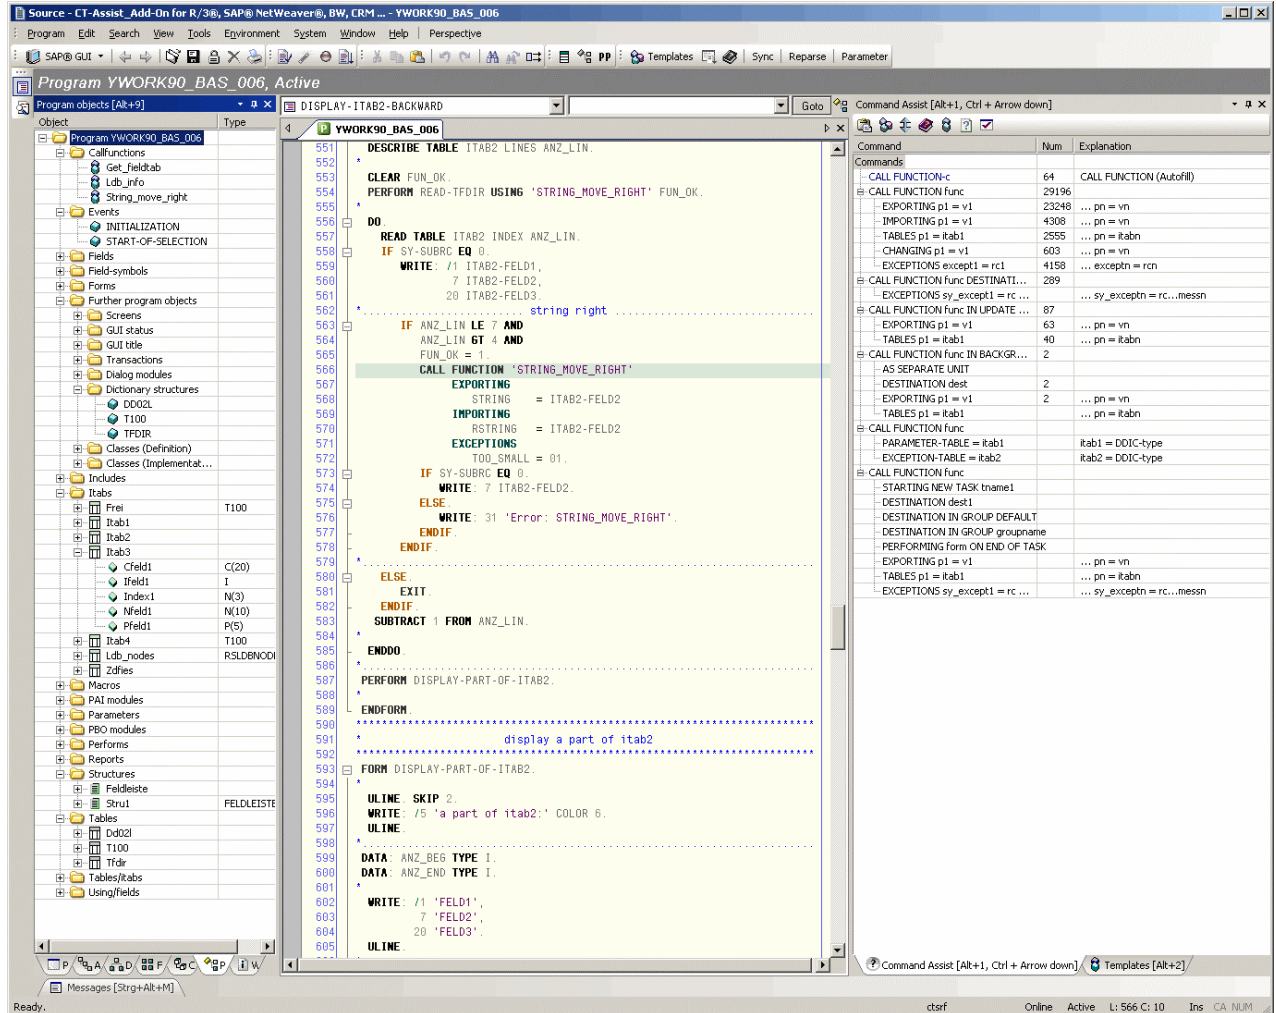 Source - CT-Assist_Add-On for R/3®, SAP® NetWeaver®, BW, CRM ... - YWORK90_BAS_006
Program Edit Search View Tools Environment System Window Help Perspective
SAP® GUI PP Templates Sync Reparse Parameter
Program YWORK90_BAS_006, Active
Program objects [Alt+9]
Object Type
Program YWORK90_BAS_006
Callfunctions
Get_fieldtab
Ldb_info
String_move_right
Events
INITIALIZATION
START-OF-SELECTION
Fields
Field-symbols
Forms
Further program objects
Screens
GUI status
GUI title
Transactions
Dialog modules
Dictionary structures
DD02L
T100
TFDIR
Classes (Definition)
Classes (Implementat...
Includes
Itabs
Frei T100
Itab1
Itab2
Itab3
Cfeld1 C(20)
Ifeld1 I
Index1 N(3)
Nfeld1 N(10)
Pfeld1 P(5)
Itab4 T100
Ldb_nodes RSLDBNODI
Zdfies
Macros
PAI modules
Parameters
PBO modules
Performs
Reports
Structures
Feldleiste
Stru1 FELDLEISTE
Tables
Dd02l
T100
Tfdir
Tables/itabs
Using/fields
P A D F C P W
Messages [Strg+Alt+M]
DISPLAY-ITAB2-BACKWARD Goto
YWORK90_BAS_006
551 DESCRIBE TABLE ITAB2 LINES ANZ_LIN.
552 *
553 CLEAR FUN_OK.
554 PERFORM READ-TFDIR USING 'STRING_MOVE_RIGHT' FUN_OK.
555 *
556 DO.
557 READ TABLE ITAB2 INDEX ANZ_LIN.
558 IF SY-SUBRC EQ 0.
559 WRITE: /1 ITAB2-FELD1,
560 7 ITAB2-FELD2,
561 20 ITAB2-FELD3.
562 *........................ string right ........................
563 IF ANZ_LIN LE 7 AND
564 ANZ_LIN GT 4 AND
565 FUN_OK = 1.
566 CALL FUNCTION 'STRING_MOVE_RIGHT'
567 EXPORTING
568 STRING = ITAB2-FELD2
569 IMPORTING
570 RSTRING = ITAB2-FELD2
571 EXCEPTIONS
572 TOO_SMALL = 01.
573 IF SY-SUBRC EQ 0.
574 WRITE: 7 ITAB2-FELD2.
575 ELSE.
576 WRITE: 31 'Error: STRING_MOVE_RIGHT'.
577 ENDIF.
578 ENDIF.
579 *......................................................................
580 ELSE.
581 EXIT.
582 ENDIF.
583 SUBTRACT 1 FROM ANZ_LIN.
584 *
585 ENDDO.
586 *......................................................................
587 PERFORM DISPLAY-PART-OF-ITAB2.
588 *
589 ENDFORM.
590 **********************************************************************
591 * display a part of itab2
592 **********************************************************************
593 FORM DISPLAY-PART-OF-ITAB2.
594 *
595 ULINE. SKIP 2.
596 WRITE: /5 'a part of itab2:' COLOR 6.
597 ULINE.
598 *......................................................................
599 DATA: ANZ_BEG TYPE I.
600 DATA: ANZ_END TYPE I.
601 *
602 WRITE: /1 'FELD1',
603 7 'FELD2',
604 20 'FELD3'.
605 ULINE.
Command Assist [Alt+1, Ctrl + Arrow down]
Command Num Explanation
Commands
CALL FUNCTION-c 64 CALL FUNCTION (Autofill)
CALL FUNCTION func 29196
EXPORTING p1 = v1 23248 ... pn = vn
IMPORTING p1 = v1 4308 ... pn = vn
TABLES p1 = itab1 2555 ... pn = itabn
CHANGING p1 = v1 603 ... pn = vn
EXCEPTIONS except1 = rc1 4158 ... exceptn = rcn
CALL FUNCTION func DESTINATI... 289
EXCEPTIONS sy_except1 = rc ... ... sy_exceptn = rc...messn
CALL FUNCTION func IN UPDATE ... 87
EXPORTING p1 = v1 63 ... pn = vn
TABLES p1 = itab1 40 ... pn = itabn
CALL FUNCTION func IN BACKGR... 2
AS SEPARATE UNIT
DESTINATION dest 2
EXPORTING p1 = v1 2 ... pn = vn
TABLES p1 = itab1 ... pn = itabn
CALL FUNCTION func
PARAMETER-TABLE = itab1 itab1 = DDIC-type
EXCEPTION-TABLE = itab2 itab2 = DDIC-type
CALL FUNCTION func
STARTING NEW TASK tname1
DESTINATION dest1
DESTINATION IN GROUP DEFAULT
DESTINATION IN GROUP groupname
PERFORMING form ON END OF TASK
EXPORTING p1 = v1 ... pn = vn
TABLES p1 = itab1 ... pn = itabn
EXCEPTIONS sy_except1 = rc ... ... sy_exceptn = rc...messn
Command Assist [Alt+1, Ctrl + Arrow down] Templates [Alt+2]
Ready. ctsrf Online Active L: 566 C: 10 Ins CA NUM